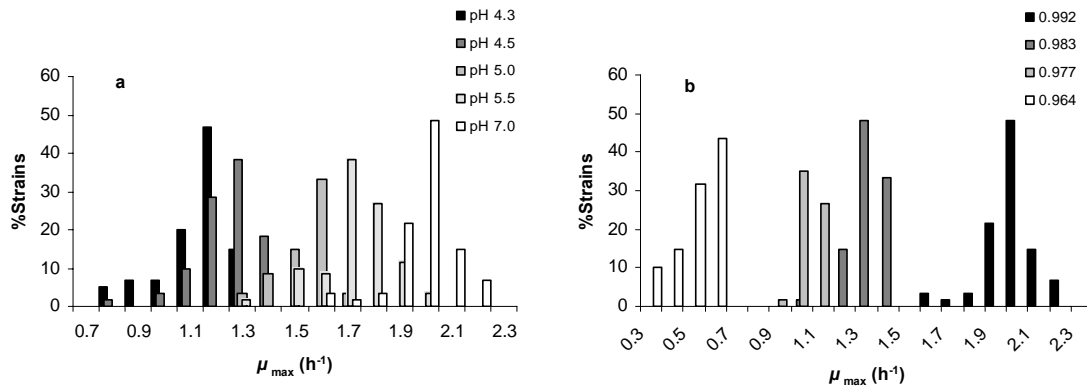 pH 4.3
pH 4.5
pH 5.0
pH 5.5
pH 7.0
a
60
50
40
30
20
10
0
%Strains
0.7 0.9 1.1 1.3 1.5 1.7 1.9 2.1 2.3
μ max (h-1)
0.992
0.983
0.977
0.964
b
60
50
40
30
20
10
0
%Strains
0.3 0.5 0.7 0.9 1.1 1.3 1.5 1.7 1.9 2.1 2.3
μ max (h-1)